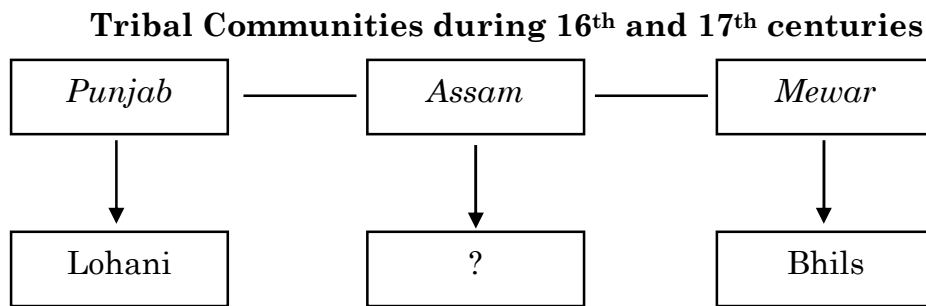 Tribal Communities during 16th and 17th centuries
Punjab Assam Mewar
Lohani ? Bhils